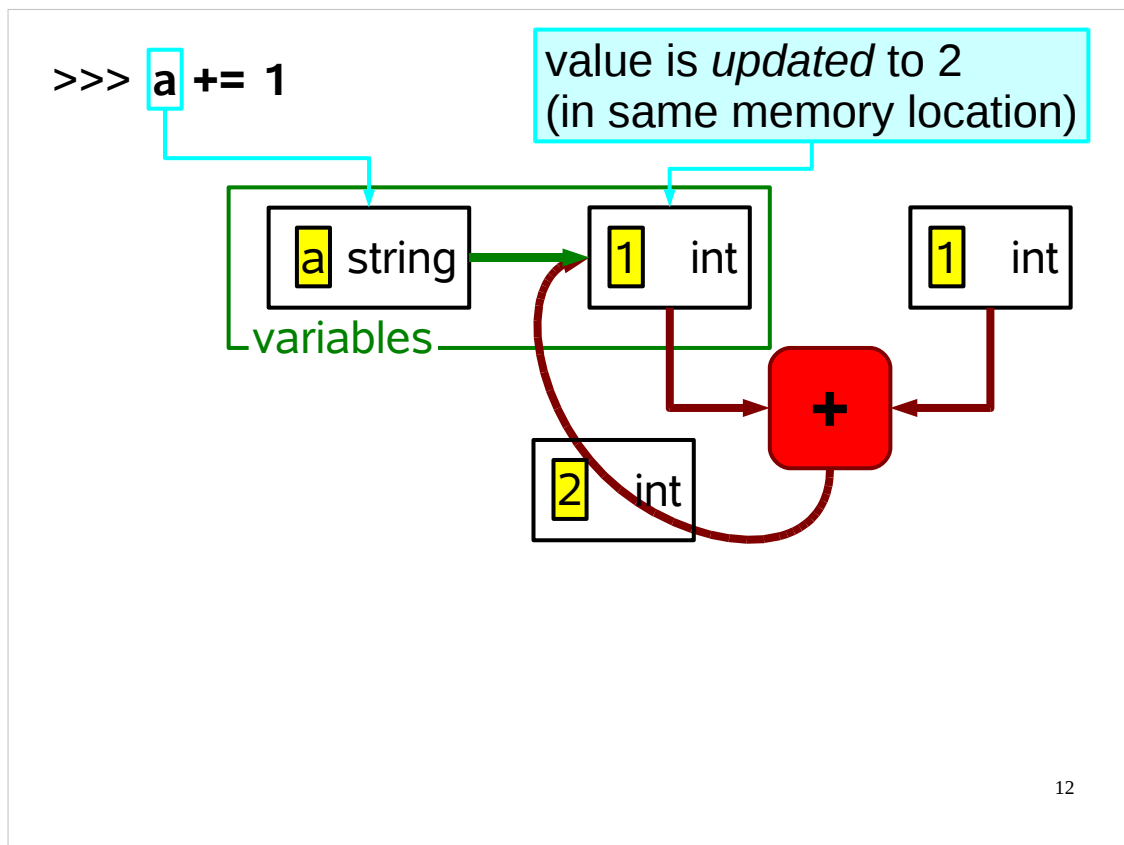 >>> a += 1
value is updated to 2
(in same memory location)
a string
1 int
1 int
variables
+
2 int
12